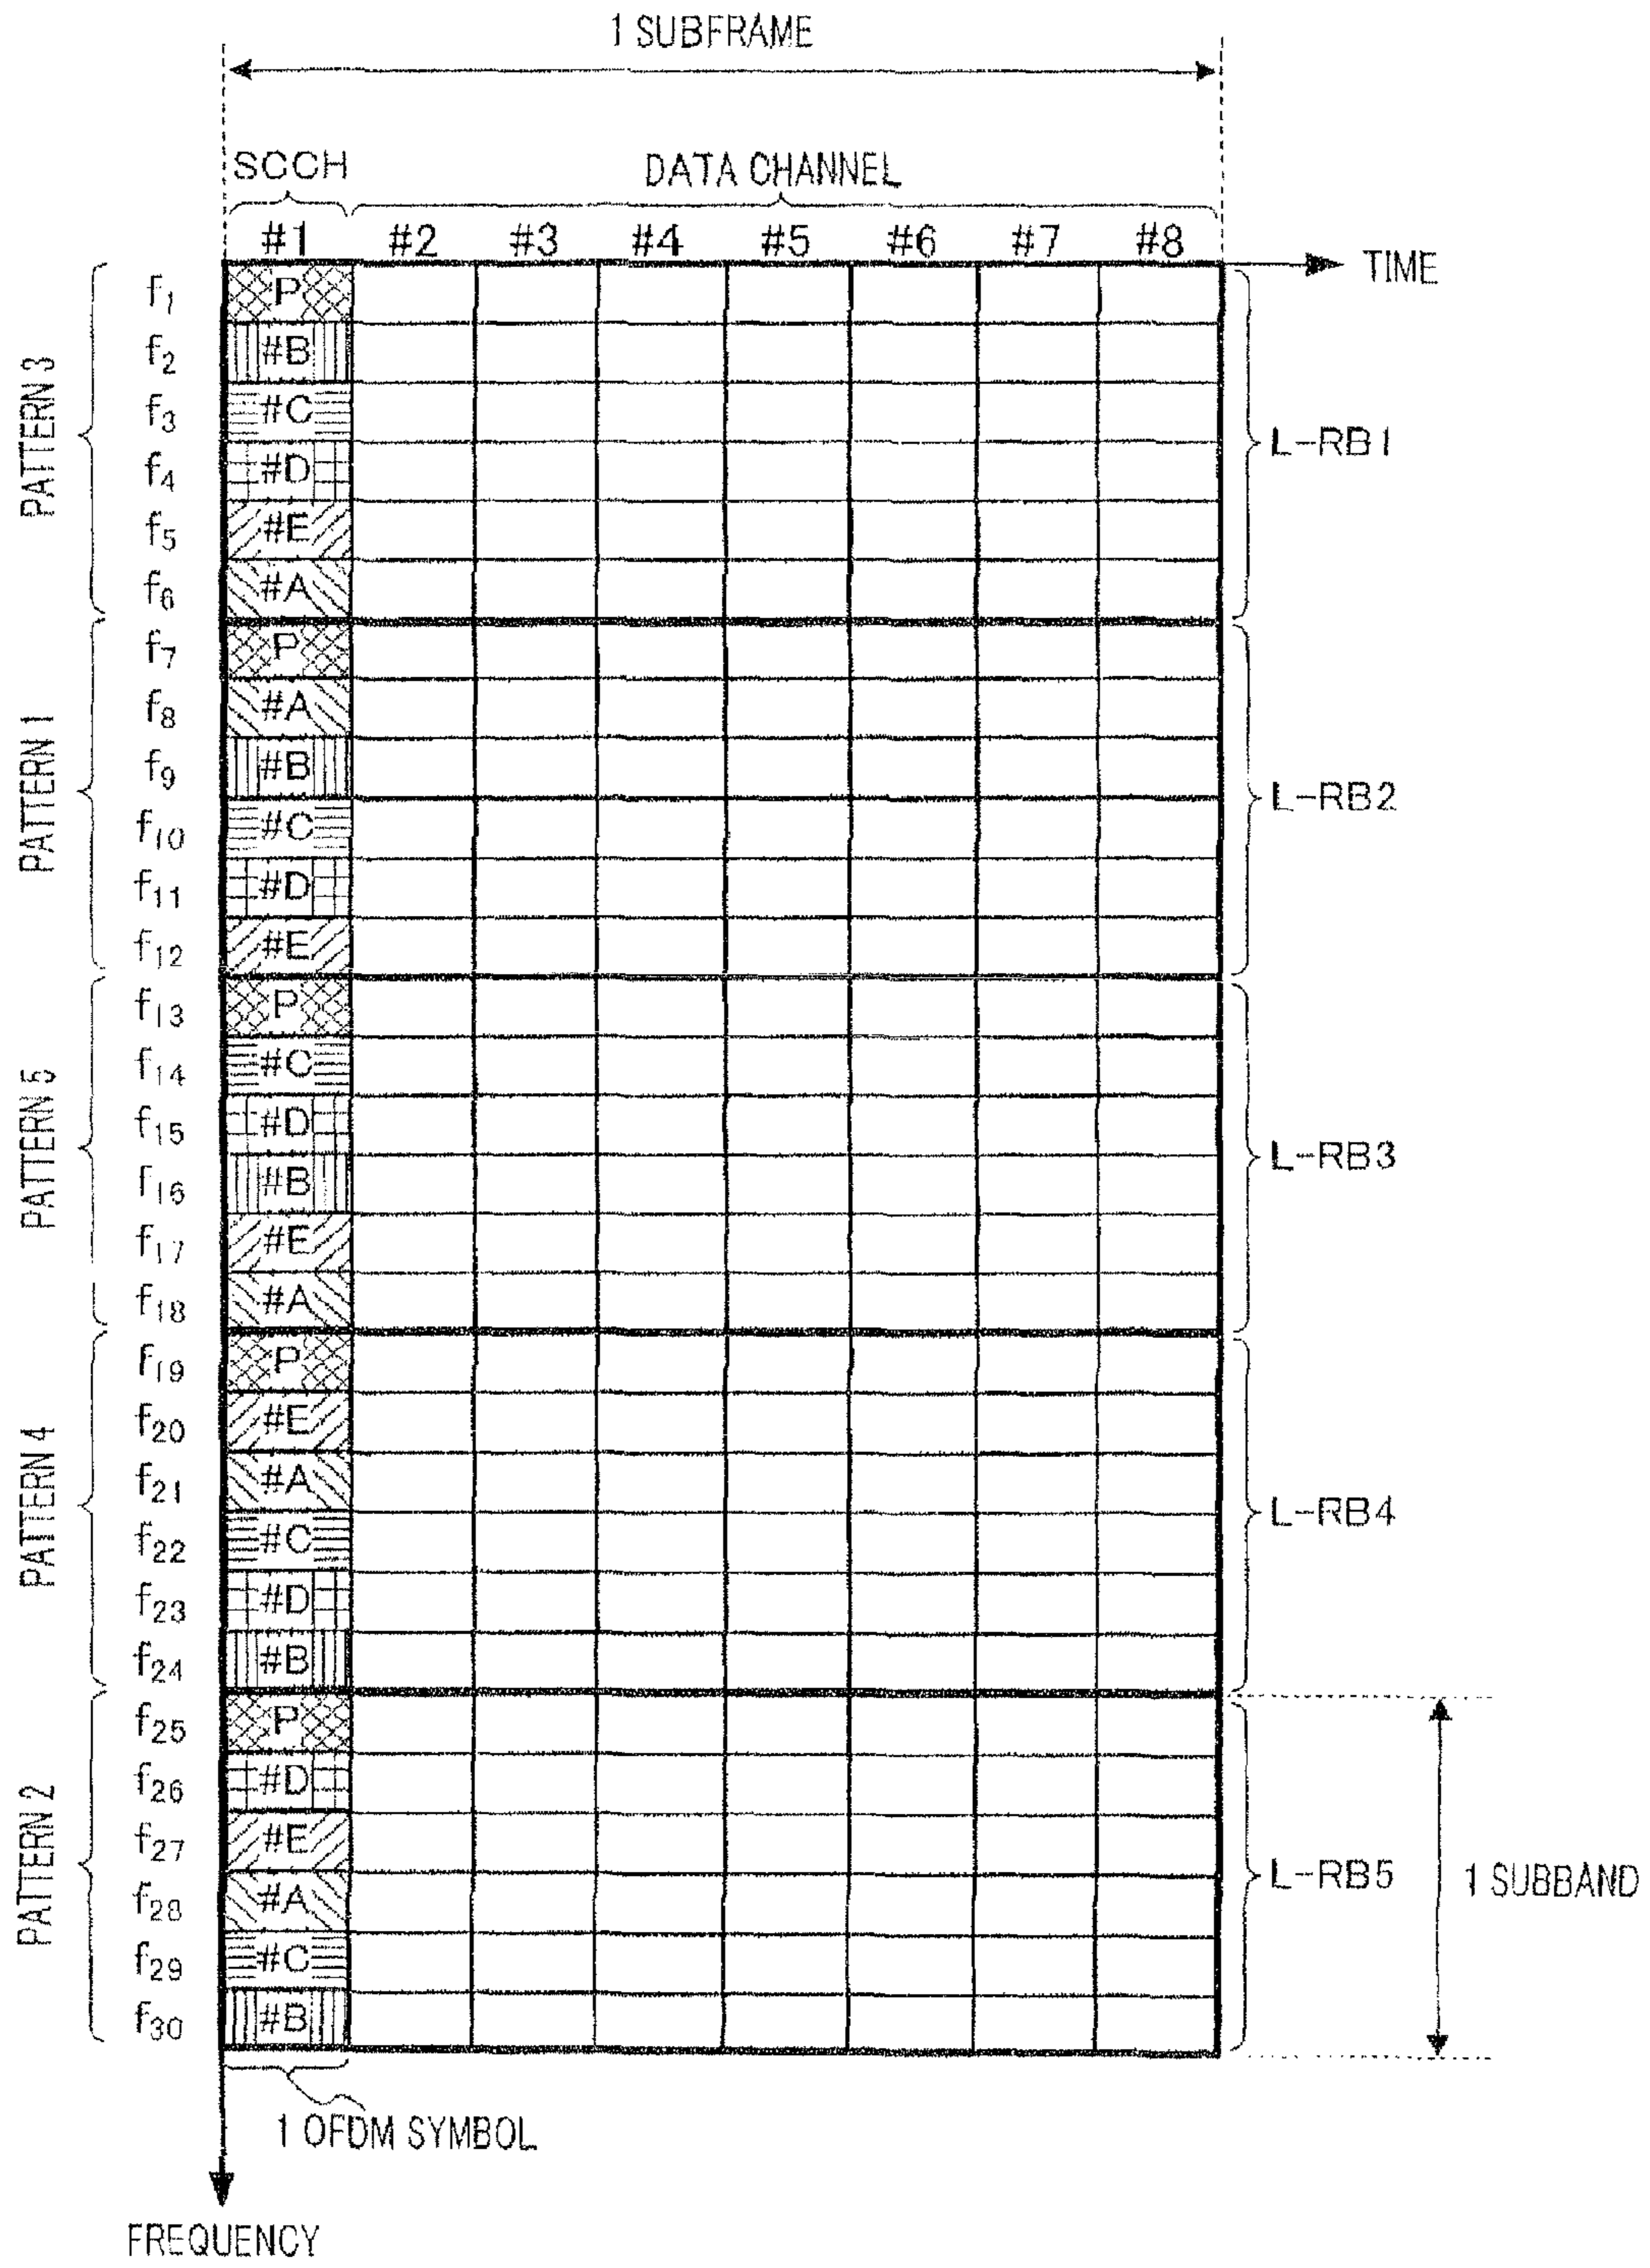 1 SUBFRAME
SCCH DATA CHANNEL
#1 #2 #3 #4 #5 #6 #7 #8
TIME
PATTERN 3
f1 P
f2 #B
f3 #C
f4 #D
f5 #E
f6 #A
L-RB1
PATTERN 1
f7 P
f8 #A
f9 #B
f10 #C
f11 #D
f12 #E
L-RB2
PATTERN 5
f13 P
f14 #C
f15 #D
f16 #B
f17 #E
f18 #A
L-RB3
PATTERN 4
f19 P
f20 #E
f21 #A
f22 #C
f23 #D
f24 #B
L-RB4
PATTERN 2
f25 P
f26 #D
f27 #E
f28 #A
f29 #C
f30 #B
L-RB5
1 SUBBAND
1 OFDM SYMBOL
FREQUENCY